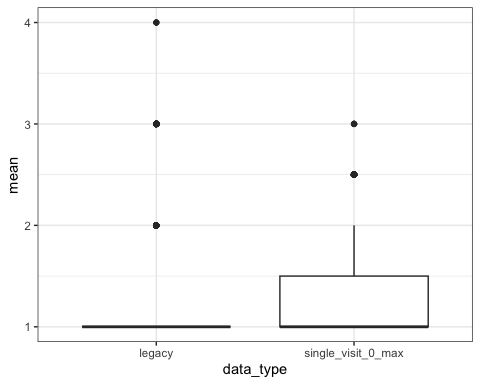 4
3
2
1
mean
legacy
single_visit_0_max
data_type